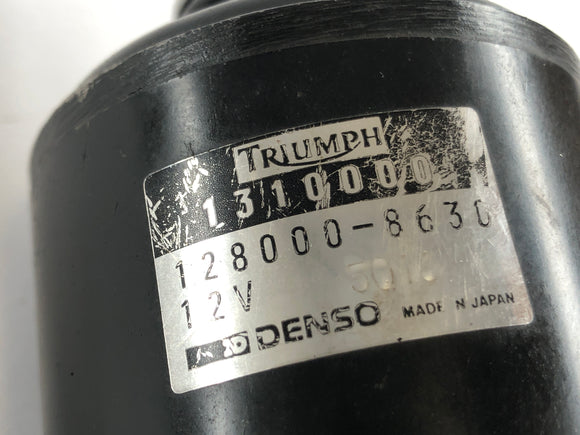 TRIUMPH
1310000
128000-8630
12V
DENSO MADE IN JAPAN